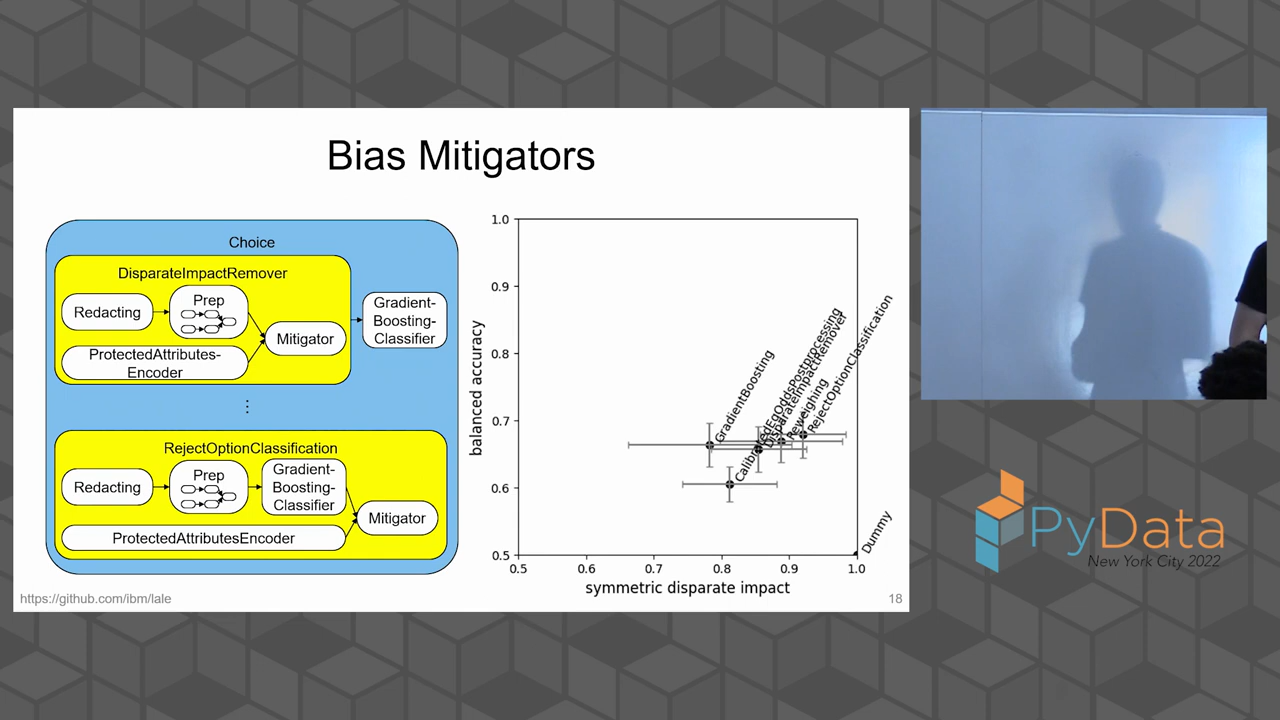 Bias Mitigators
Choice
DisparateImpactRemover
Redacting
Prep
ProtectedAttributes-
Encoder
Mitigator
Gradient-
Boosting-
Classifier
⋮
RejectOptionClassification
Redacting
Prep
Gradient-
Boosting-
Classifier
ProtectedAttributesEncoder
Mitigator
balanced accuracy
1.0
0.9
0.8
0.7
0.6
0.5
GradientBoosting
DisparateImpactRemover
Reweighing
RejectOptionClassification
Dummy
0.5 0.6 0.7 0.8 0.9 1.0
symmetric disparate impact
https://github.com/ibm/lale
18
PyData
New York City 2022